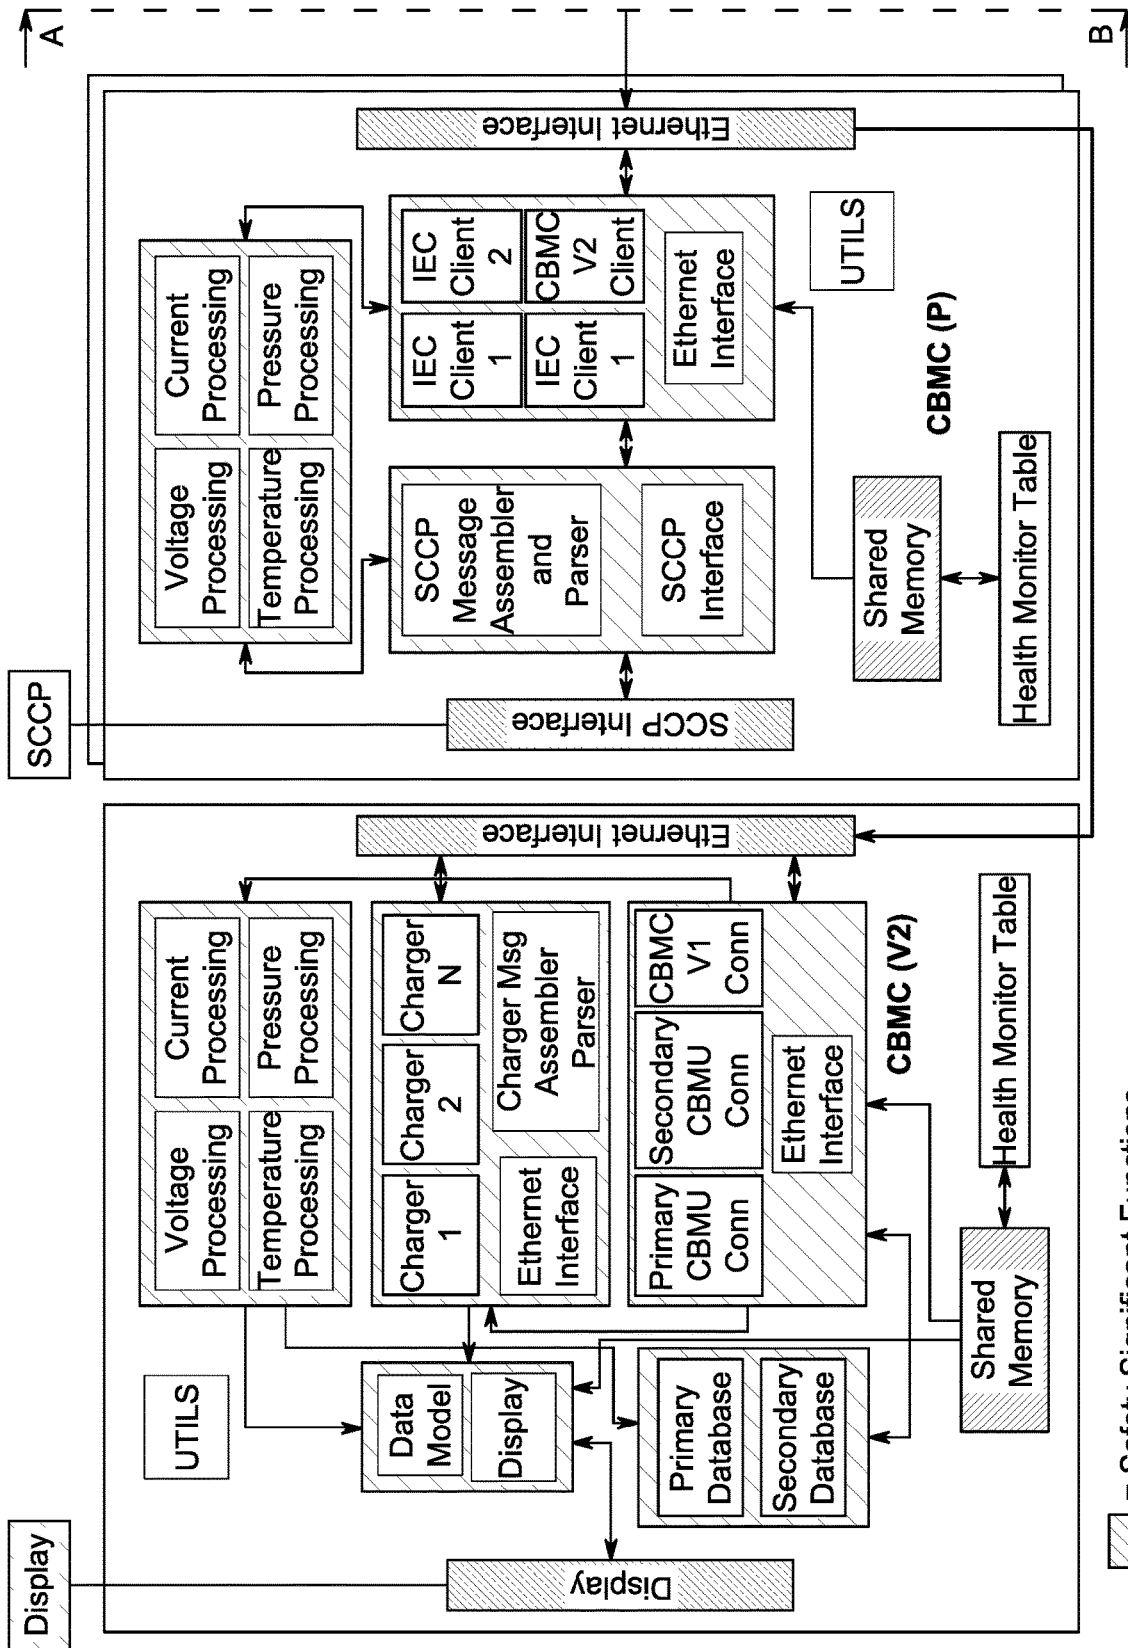 Display
SCCP
A
UTILS
Voltage
Processing
Current
Processing
Temperature
Processing
Pressure
Processing
Data
Model
Display
Charger
1
Charger
2
Charger
N
Ethernet
Interface
Charger Msg
Assembler
Parser
Display
Primary
Database
Secondary
Database
Primary
CBMU
Conn
Secondary
CBMU
Conn
CBMC
V1
Conn
Ethernet
Interface
Ethernet Interface
CBMC (V2)
Shared
Memory
Health Monitor Table
Voltage
Processing
Current
Processing
Temperature
Processing
Pressure
Processing
SCCP Interface
SCCP
Message
Assembler
and
Parser
SCCP
Interface
IEC
Client
1
IEC
Client
2
IEC
Client
1
CBMC
V2
Client
Ethernet
Interface
Ethernet Interface
UTILS
CBMC (P)
Shared
Memory
Health Monitor Table
B
= Safety Significant Functions